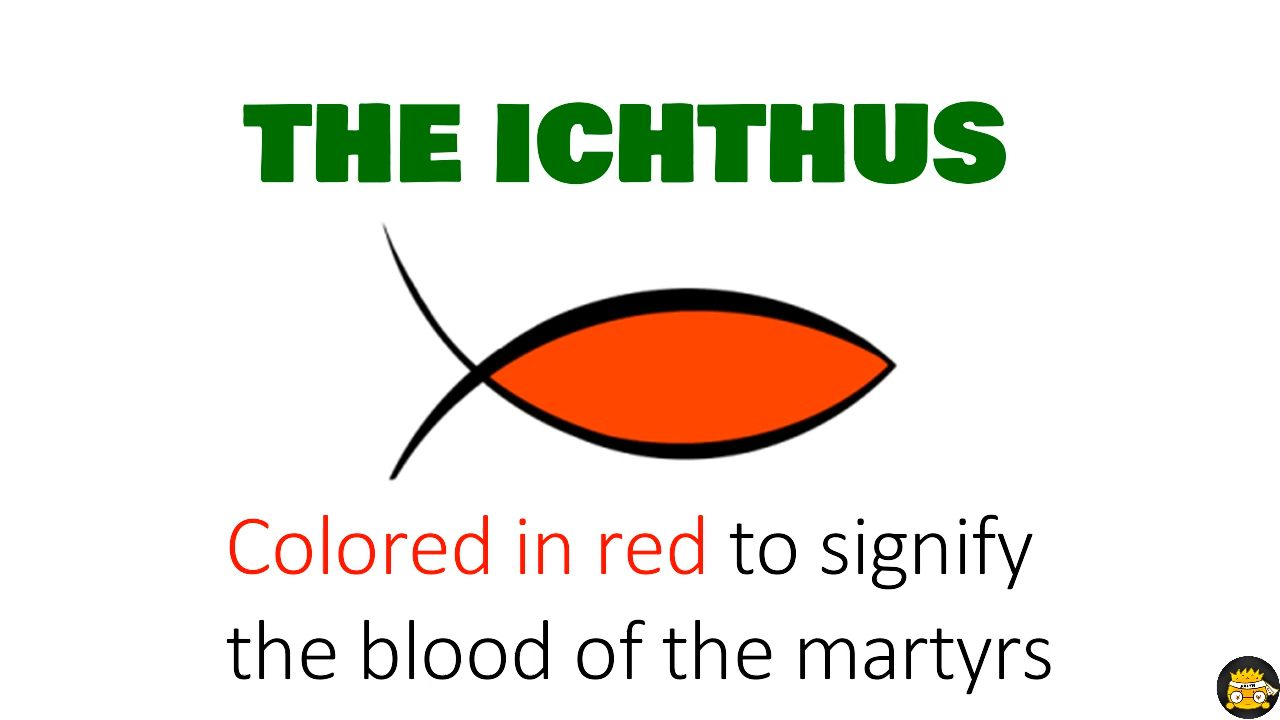 THE ICHTHUS
Colored in red to signify
the blood of the martyrs